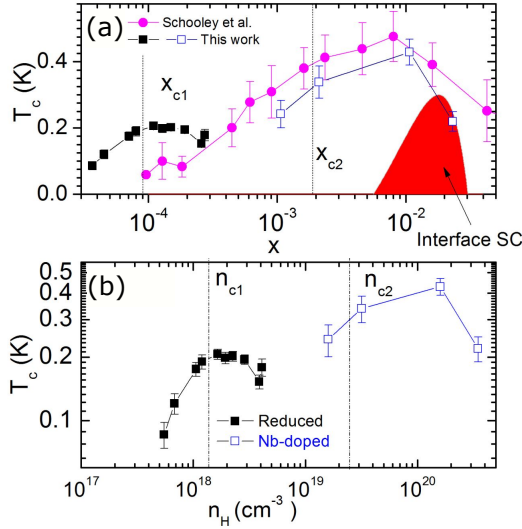 (a)
Schooley et al.
This work
x_c1
x_c2
T_c (K)
0.4
0.2
0.0
10^-4
10^-3
10^-2
x
Interface SC
(b)
n_c1
n_c2
T_c (K)
0.5
0.4
0.3
0.2
0.1
Reduced
Nb-doped
10^17
10^18
10^19
10^20
n_H (cm^-3)